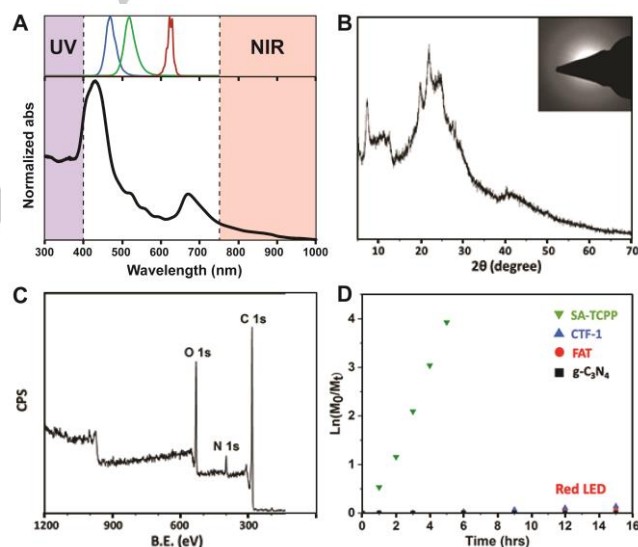 A
UV
NIR
Normalized abs
300 400 500 600 700 800 900 1000
Wavelength (nm)
B
10 20 30 40 50 60 70
2θ (degree)
C
CPS
O 1s
N 1s
C 1s
1200 900 600 300
B.E. (eV)
D
Ln(M₀/Mₜ)
4
3
2
1
0
SA-TCPP
CTF-1
FAT
g-C₃N₄
Red LED
0 2 4 6 8 10 12 14 16
Time (hrs)